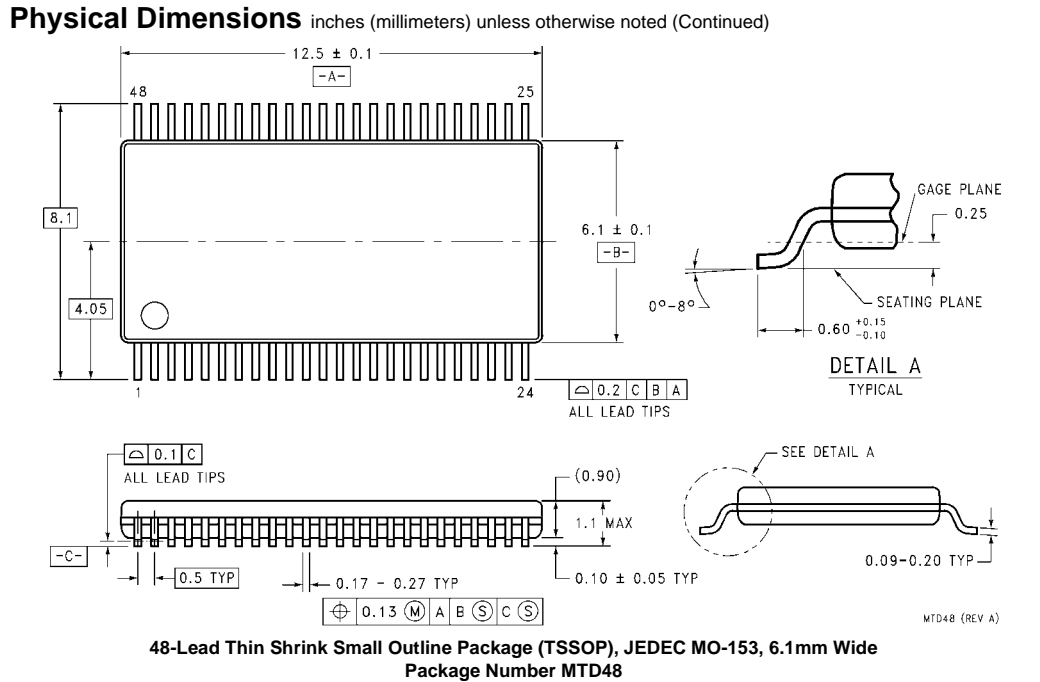 Physical Dimensions inches (millimeters) unless otherwise noted (Continued)
12.5 ± 0.1
-A-
48
25
8.1
4.05
6.1 ± 0.1
-B-
1
24
⌓ 0.2 C B A
ALL LEAD TIPS
GAGE PLANE
0.25
SEATING PLANE
0°-8°
0.60 +0.15 -0.10
DETAIL A
TYPICAL
⌓ 0.1 C
ALL LEAD TIPS
(0.90)
1.1 MAX
-C-
0.5 TYP
0.17 - 0.27 TYP
0.10 ± 0.05 TYP
⌖ 0.13 Ⓜ A B Ⓢ C Ⓢ
SEE DETAIL A
0.09-0.20 TYP
MTD48 (REV A)
48-Lead Thin Shrink Small Outline Package (TSSOP), JEDEC MO-153, 6.1mm Wide
Package Number MTD48